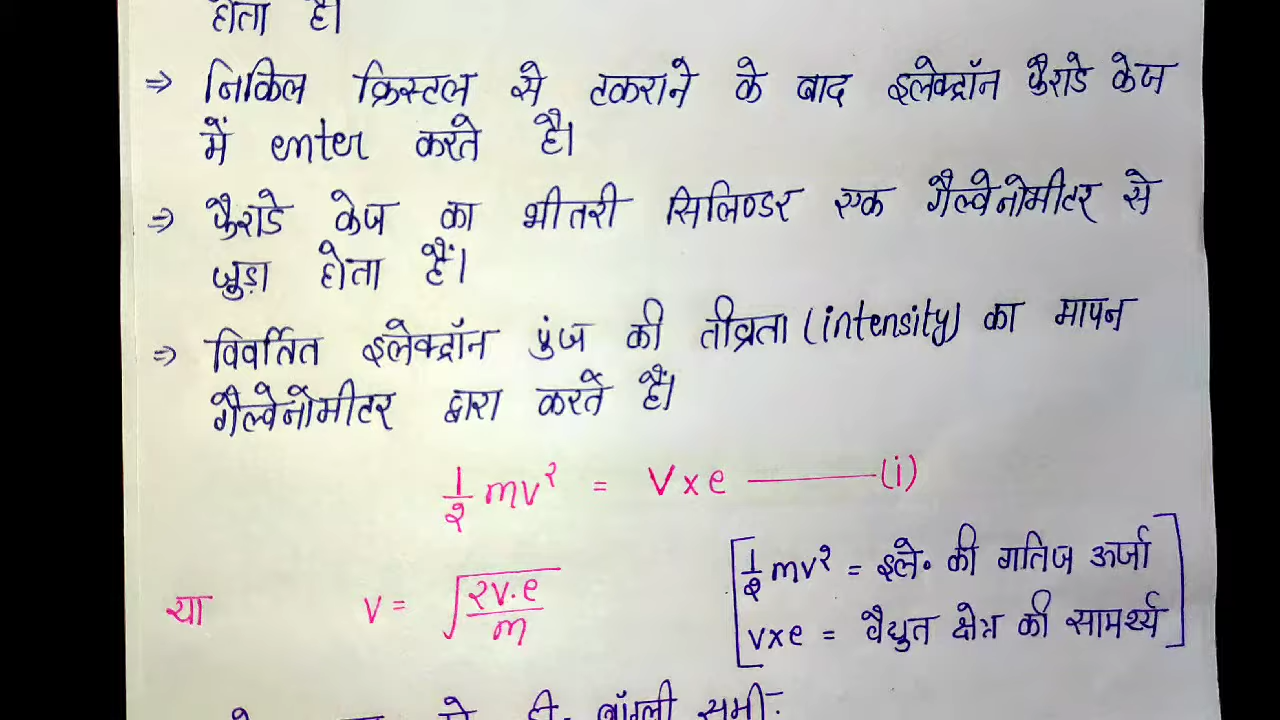 होता है।
⇒ निकिल क्रिस्टल से टकराने के बाद इलेक्ट्रॉन फैराडे केज
में enter करते है।
⇒ फैराडे केज का भीतरी सिलिण्डर एक गैल्वेनोमीटर से
जुड़ा होता हैं।
⇒ विवर्तित इलेक्ट्रॉन पुंज की तीव्रता (intensity) का मापन
गैल्वेनोमीटर द्वारा करते हैं।
1/2 mv² = V×e ———(i)
[1/2 mv² = इले॰ की गतिज ऊर्जा
या v = √(2V.e/m)
v×e = वैद्युत क्षेत्र की सामर्थ्य]
से डी. ब्रॉग्ली समी॰